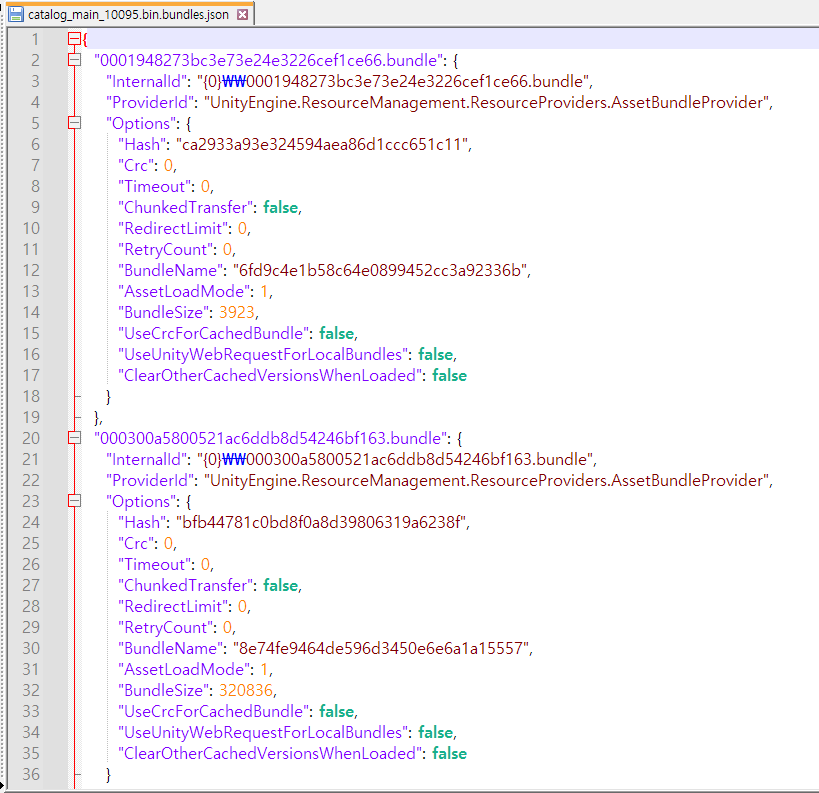 catalog_main_10095.bin.bundles.json
1 {
2 "0001948273bc3e73e24e3226cef1ce66.bundle": {
3 "InternalId": "{0}₩₩0001948273bc3e73e24e3226cef1ce66.bundle",
4 "ProviderId": "UnityEngine.ResourceManagement.ResourceProviders.AssetBundleProvider",
5 "Options": {
6 "Hash": "ca2933a93e324594aea86d1ccc651c11",
7 "Crc": 0,
8 "Timeout": 0,
9 "ChunkedTransfer": false,
10 "RedirectLimit": 0,
11 "RetryCount": 0,
12 "BundleName": "6fd9c4e1b58c64e0899452cc3a92336b",
13 "AssetLoadMode": 1,
14 "BundleSize": 3923,
15 "UseCrcForCachedBundle": false,
16 "UseUnityWebRequestForLocalBundles": false,
17 "ClearOtherCachedVersionsWhenLoaded": false
18 }
19 },
20 "000300a5800521ac6ddb8d54246bf163.bundle": {
21 "InternalId": "{0}₩₩000300a5800521ac6ddb8d54246bf163.bundle",
22 "ProviderId": "UnityEngine.ResourceManagement.ResourceProviders.AssetBundleProvider",
23 "Options": {
24 "Hash": "bfb44781c0bd8f0a8d39806319a6238f",
25 "Crc": 0,
26 "Timeout": 0,
27 "ChunkedTransfer": false,
28 "RedirectLimit": 0,
29 "RetryCount": 0,
30 "BundleName": "8e74fe9464de596d3450e6e6a1a15557",
31 "AssetLoadMode": 1,
32 "BundleSize": 320836,
33 "UseCrcForCachedBundle": false,
34 "UseUnityWebRequestForLocalBundles": false,
35 "ClearOtherCachedVersionsWhenLoaded": false
36 }